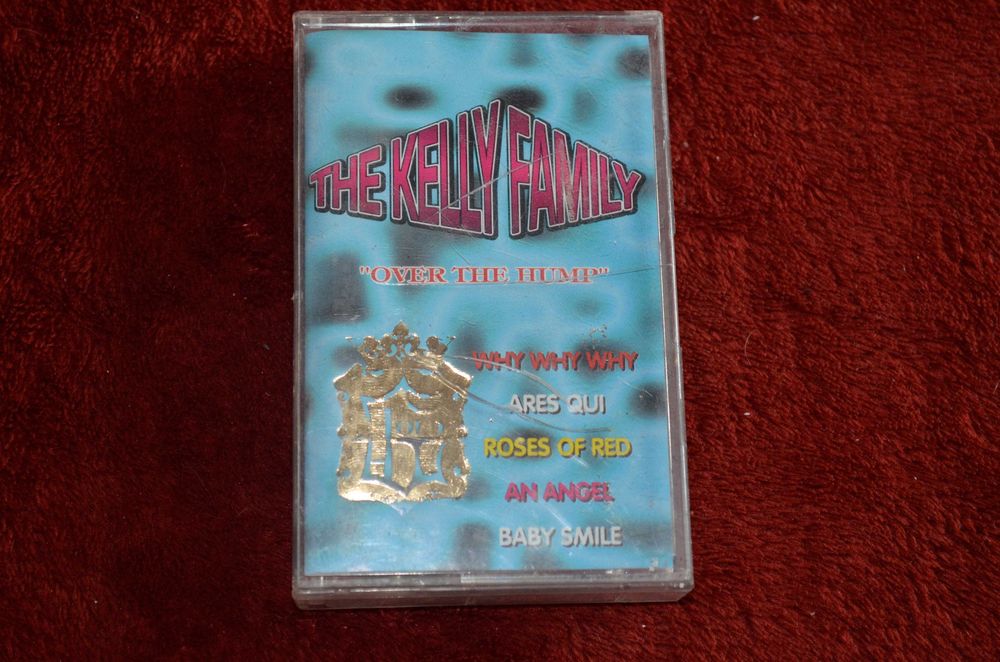 THE KELLY FAMILY
"OVER THE HUMP"
WHY WHY WHY
ARES QUI
ROSES OF RED
AN ANGEL
BABY SMILE